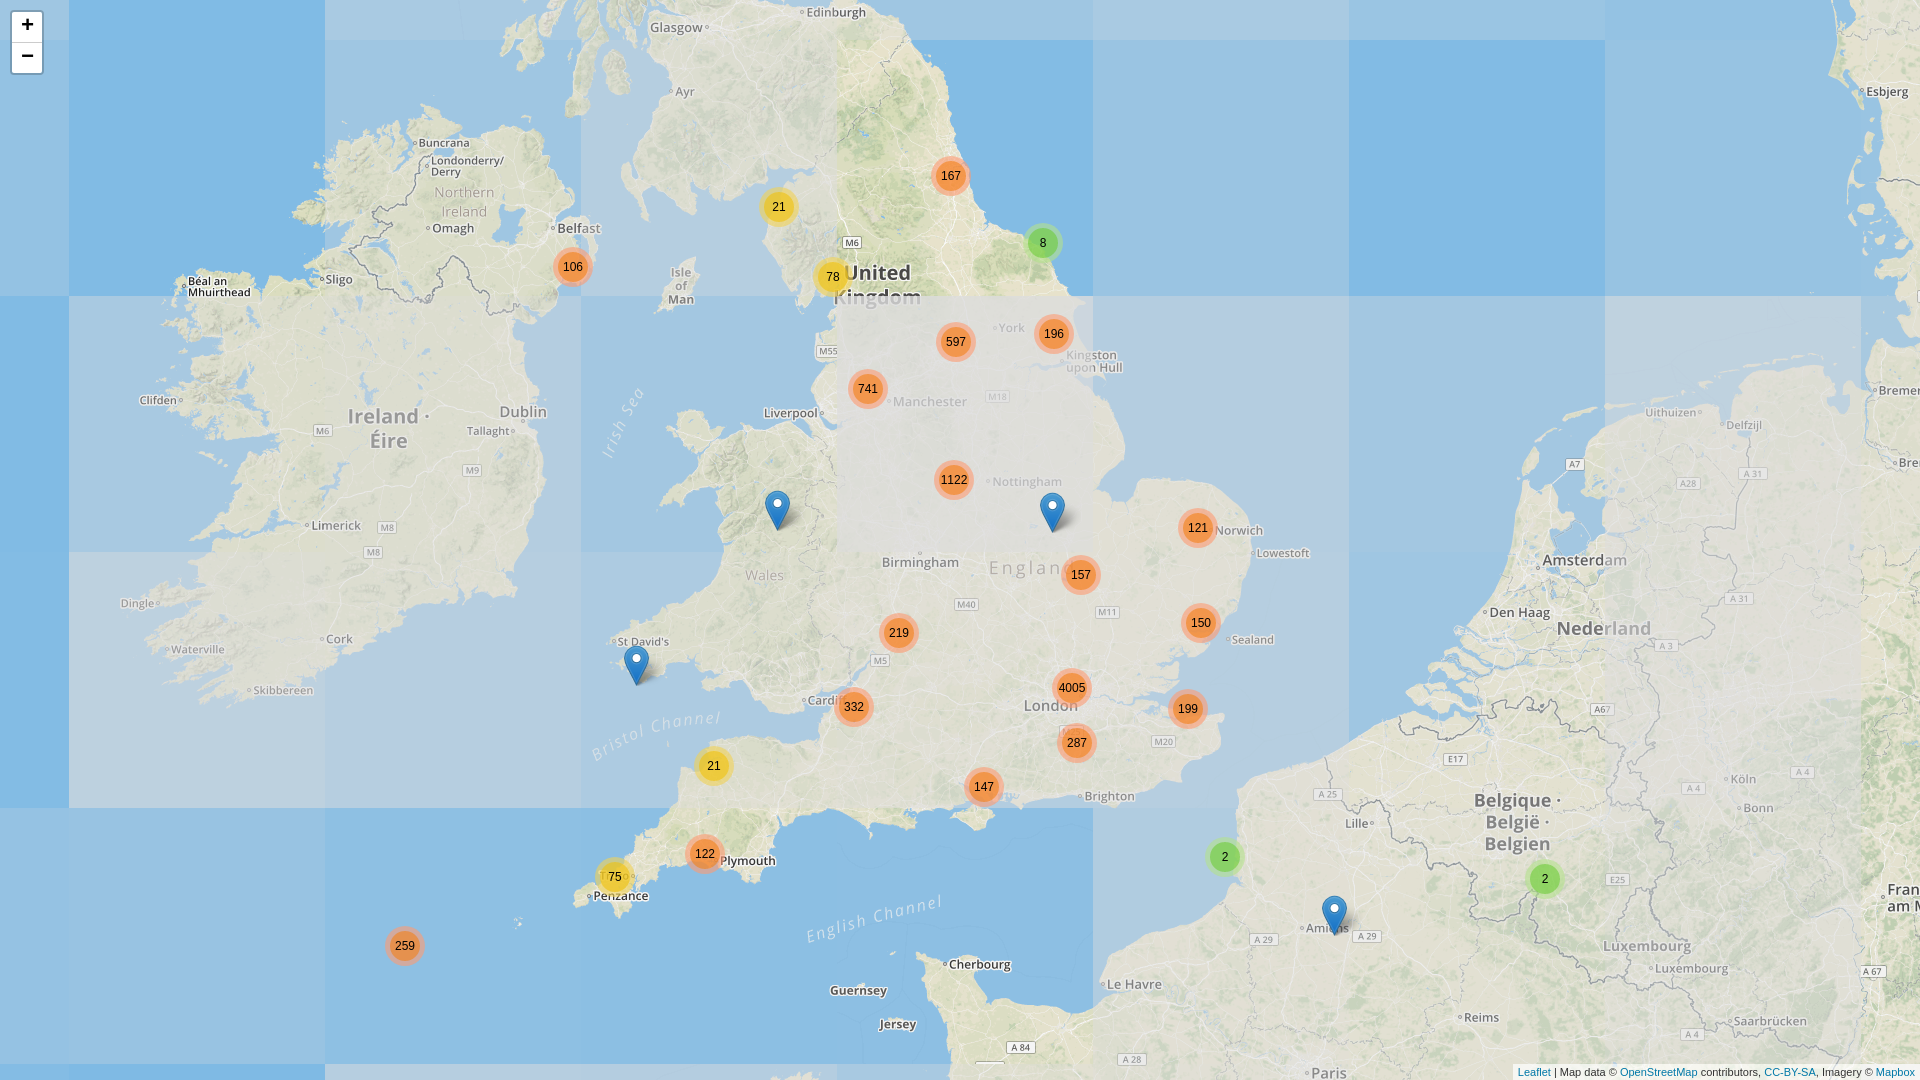 +
−
Glasgow
Edinburgh
Ayr
Esbjerg
Buncrana
Londonderry/
Derry
Northern
Ireland
Omagh
Belfast
167
21
8
106
M6
78
United
Kingdom
Isle
of
Man
Sligo
Béal an
Mhuirthead
York
196
597
M55
Kingston
upon Hull
741
Manchester
M18
Liverpool
Clifden
Ireland ·
Éire
M6
Dublin
Tallaght
M9
Irish Sea
Bremer
Uithuizen
Delfzijl
A7
A 31
A28
Bre
1122
Nottingham
Limerick
M8
M8
121
Norwich
Lowestoft
Birmingham
England
Wales
157
Amsterdam
Dingle
M40
M11
A 31
Den Haag
Nederland
219
150
Sealand
Cork
Waterville
St David's
M5
A 3
Skibbereen
4005
London
Cardiff
332
199
A67
Bristol Channel
287
M20
E17
21
147
Brighton
A 25
Köln
A 4
A 4
Bonn
Belgique ·
België ·
Belgien
Lille
122
Plymouth
2
75
Penzance
2
E25
Fran
am M
English Channel
Amiens
A 29
A 29
259
Luxembourg
Luxembourg
A 67
Cherbourg
Le Havre
Guernsey
Jersey
Reims
Saarbrücken
A 4
A 84
A 28
Paris
Leaflet | Map data © OpenStreetMap contributors, CC-BY-SA, Imagery © Mapbox